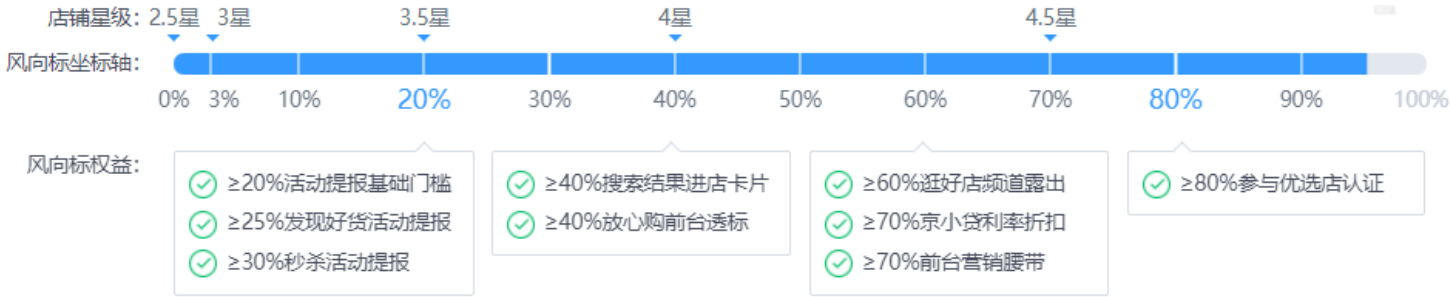 店铺星级：2.5星 3星 3.5星 4星 4.5星
风向标坐标轴：
0% 3% 10% 20% 30% 40% 50% 60% 70% 80% 90% 100%
风向标权益：
≥20%活动提报基础门槛
≥25%发现好货活动提报
≥30%秒杀活动提报
≥40%搜索结果进店卡片
≥40%放心购前台透标
≥60%逛好店频道露出
≥70%京小贷利率折扣
≥70%前台营销腰带
≥80%参与优选店认证